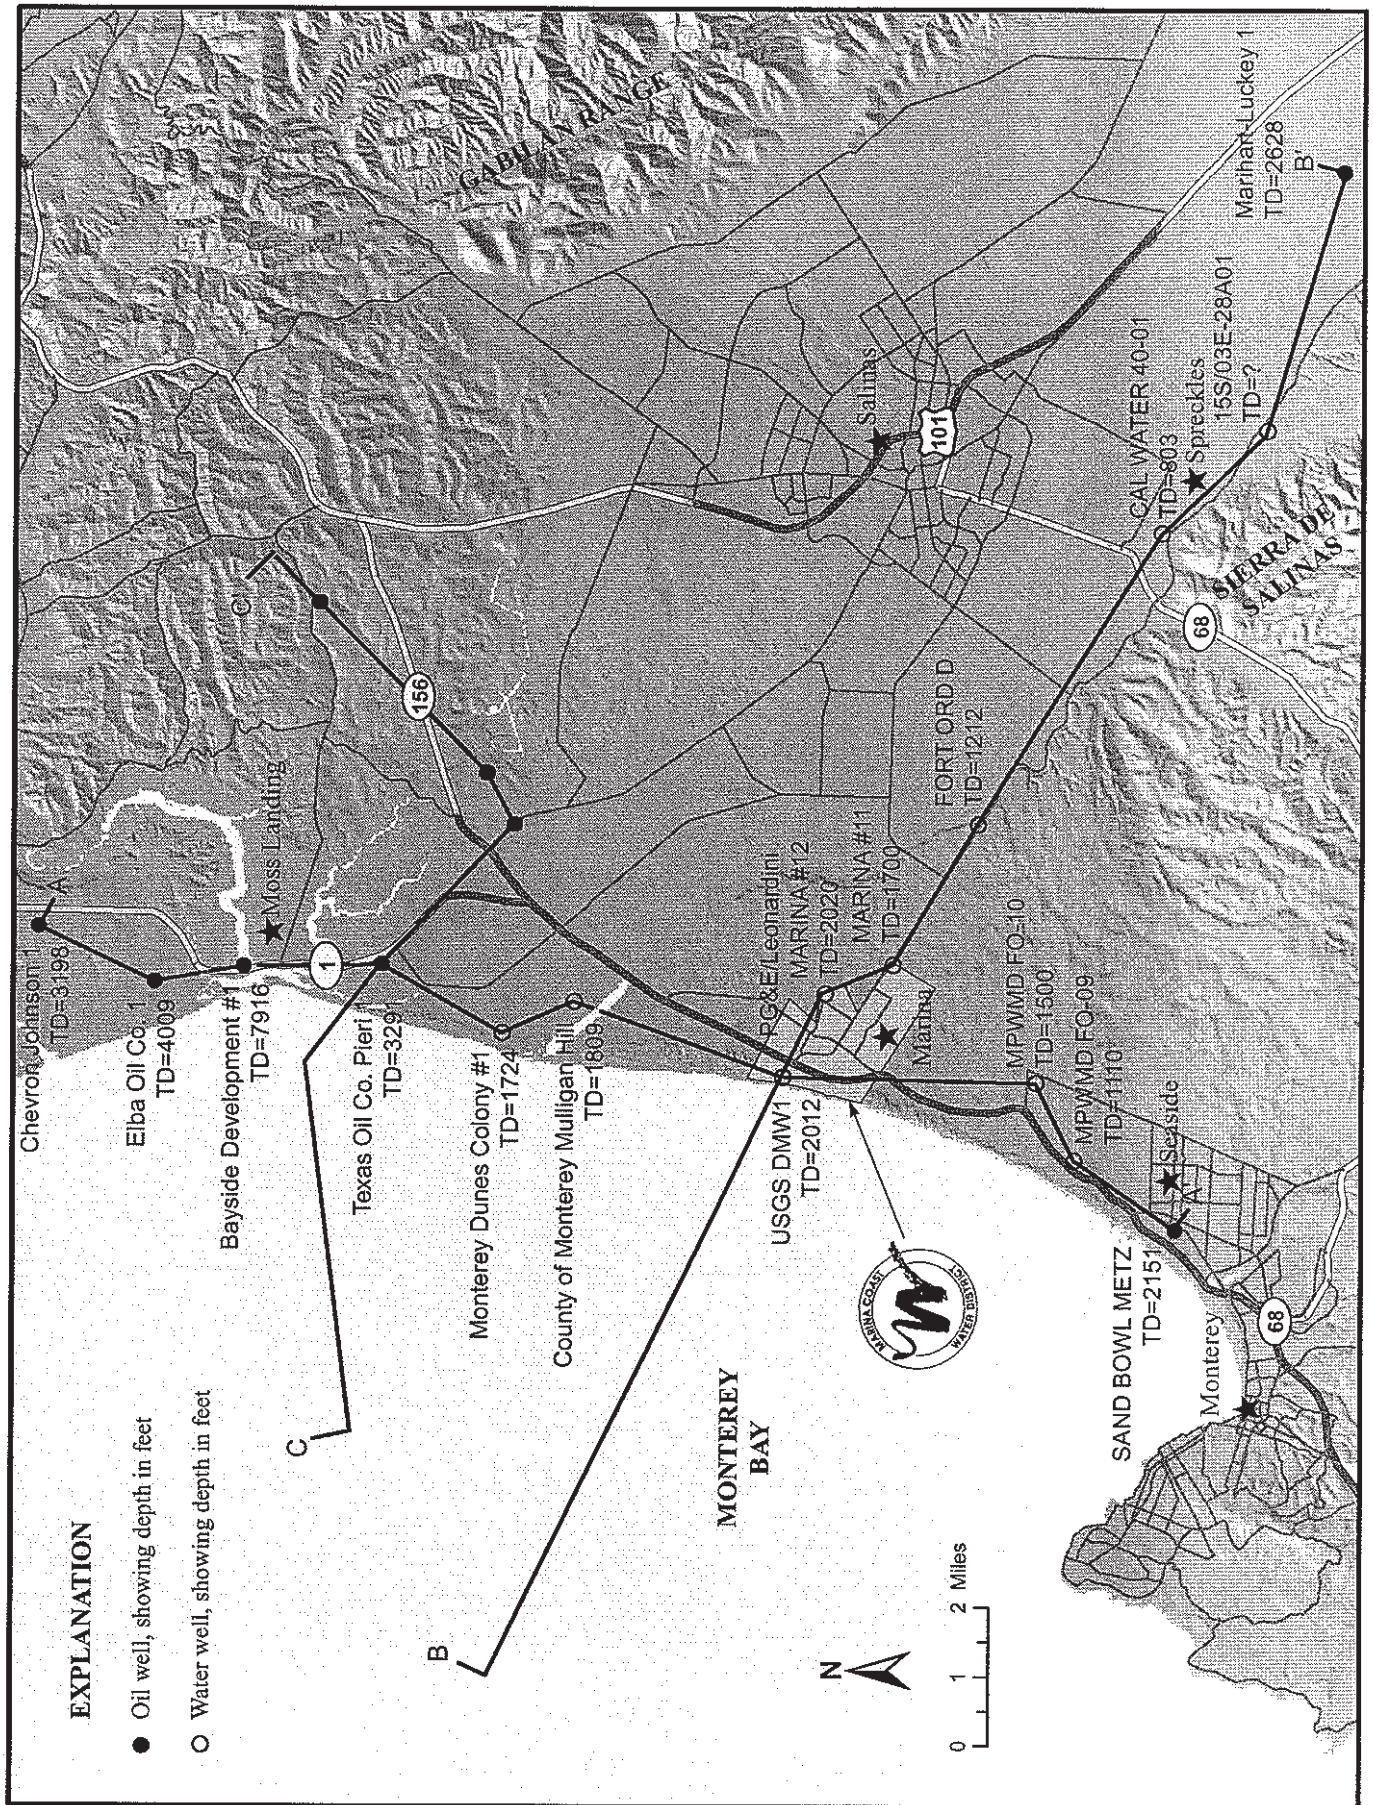 EXPLANATION
Oil well, showing depth in feet
Water well, showing depth in feet
Chevron Johnson 1
TD=3198
A
Elba Oil Co. 1
TD=4009
Bayside Development #1
TD=7916
Moss Landing
1
Texas Oil Co. Pieri 1
TD=3291
Monterey Dunes Colony #1
TD=1724
County of Monterey Mulligan Hill
TD=1809
C
C'
156
GABILAN RANGE
B
MONTEREY
BAY
USGS DMW1
TD=2012
PG&E/Leonardini
MARINA #12
TD=2020
MARINA #11
TD=1700
Marina
MARINA COAST
WATER DISTRICT
FORT ORD D
TD=1212
MPWMD FO-10
TD=1500
MPWMD FO-09
TD=1110
Seaside
A'
SAND BOWL METZ
TD=2151
Monterey
68
Salinas
101
CAL WATER 40-01
TD=803
Spreckles
15S/03E-28A01
TD=?
SIERRA DE
SALINAS
68
Marihart-Luckey 1
TD=2628
B'
N
0 1 2 Miles